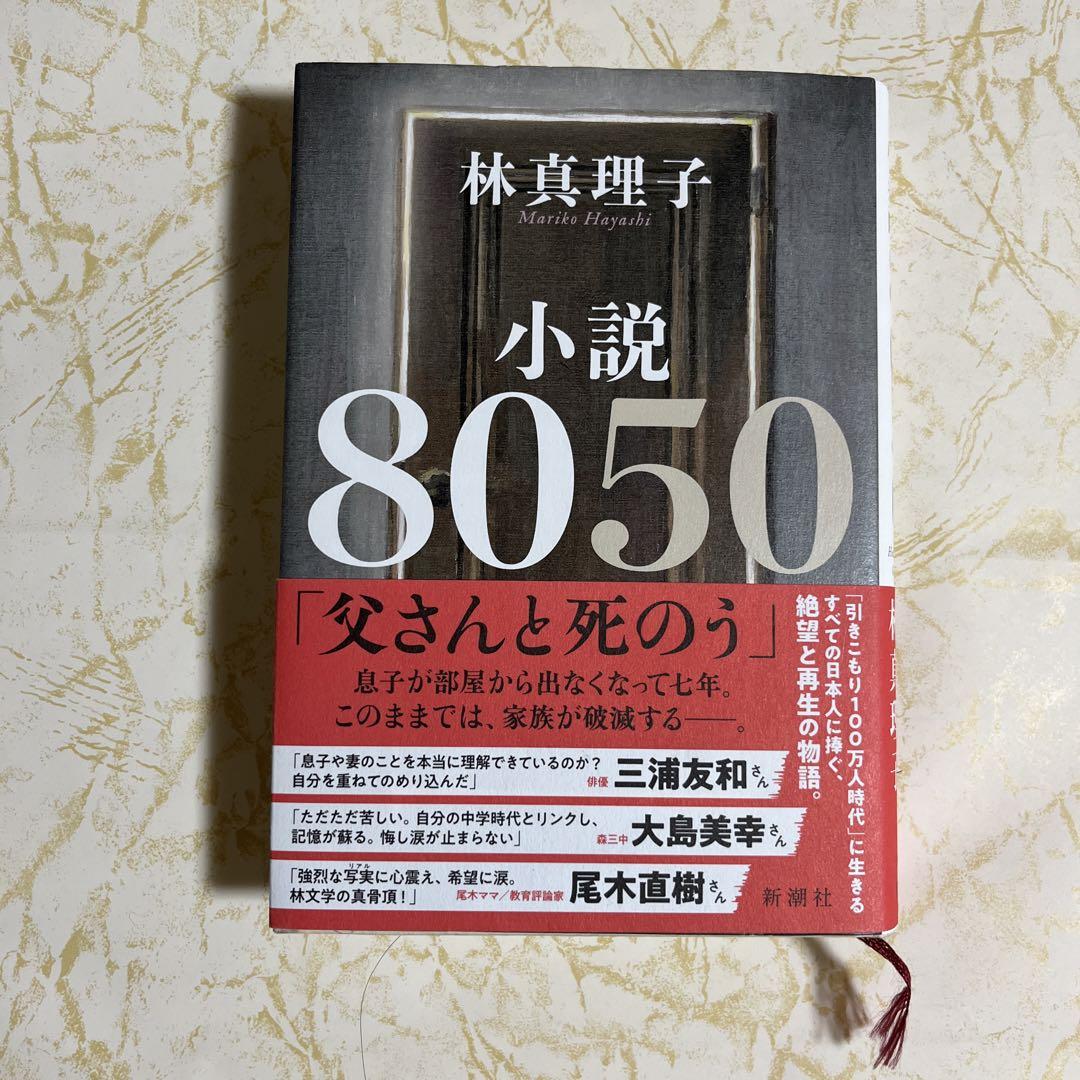 林真理子
Mariko Hayashi
小説
8050
「父さんと死のう」
息子が部屋から出なくなって七年。
このままでは、家族が破滅する――。
「引きこもり100万人時代」に生きる
すべての日本人に捧ぐ、
絶望と再生の物語。
「息子や妻のことを本当に理解できているのか？
自分を重ねてのめり込んだ」
俳優 三浦友和さん
「ただただ苦しい。自分の中学時代とリンクし、
記憶が蘇る。悔し涙が止まらない」
森三中 大島美幸さん
リアル
「強烈な写実に心震え、希望に涙。
林文学の真骨頂！」
尾木ママ／教育評論家 尾木直樹さん
新潮社